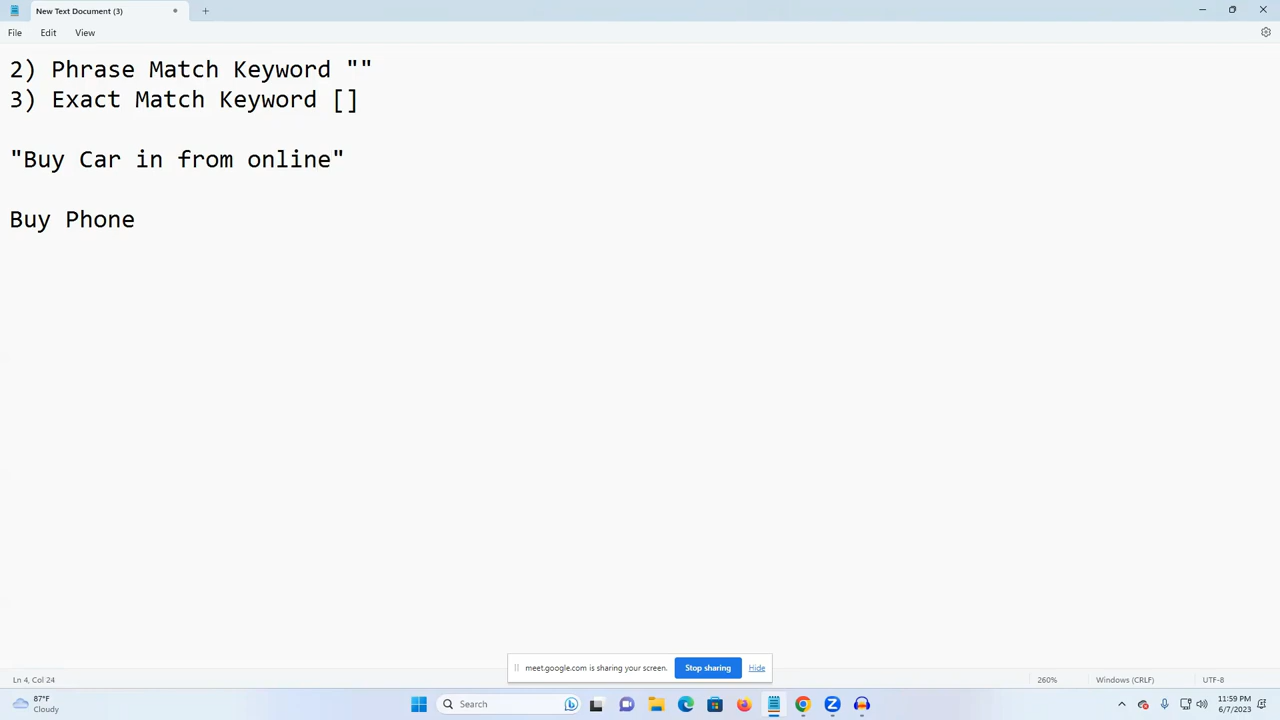 New Text Document (3)
File Edit View
2) Phrase Match Keyword ""
3) Exact Match Keyword []
"Buy Car in from online"
Buy Phone
meet.google.com is sharing your screen. Stop sharing Hide
Ln 4, Col 24 260% Windows (CRLF) UTF-8
87°F
Cloudy
Search
11:59 PM
6/7/2023